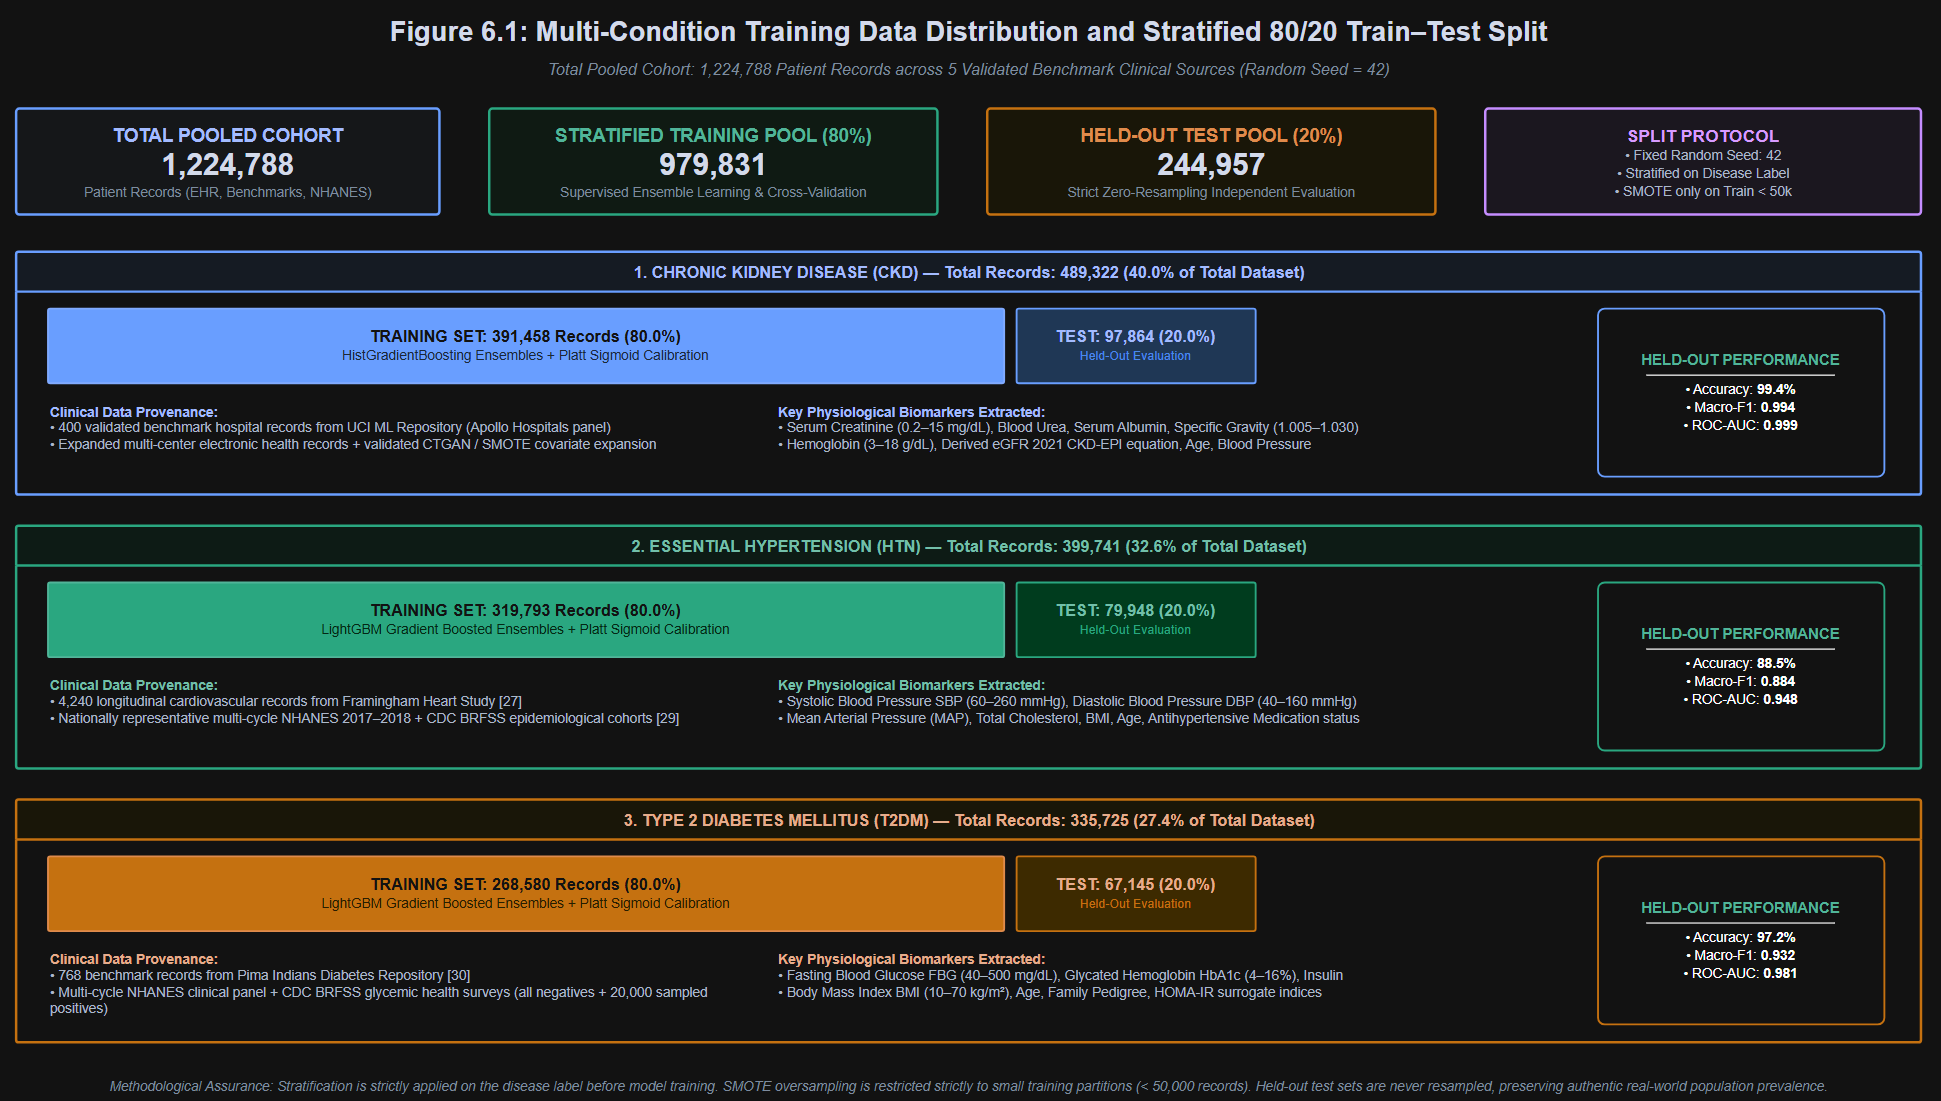 Figure 6.1: Multi-Condition Training Data Distribution and Stratified 80/20 Train–Test Split
Total Pooled Cohort: 1,224,788 Patient Records across 5 Validated Benchmark Clinical Sources (Random Seed = 42)
TOTAL POOLED COHORT
1,224,788
Patient Records (EHR, Benchmarks, NHANES)
STRATIFIED TRAINING POOL (80%)
979,831
Supervised Ensemble Learning & Cross-Validation
HELD-OUT TEST POOL (20%)
244,957
Strict Zero-Resampling Independent Evaluation
SPLIT PROTOCOL
• Fixed Random Seed: 42
• Stratified on Disease Label
• SMOTE only on Train < 50k
1. CHRONIC KIDNEY DISEASE (CKD) — Total Records: 489,322 (40.0% of Total Dataset)
TRAINING SET: 391,458 Records (80.0%)
HistGradientBoosting Ensembles + Platt Sigmoid Calibration
TEST: 97,864 (20.0%)
Held-Out Evaluation
Clinical Data Provenance:
• 400 validated benchmark hospital records from UCI ML Repository (Apollo Hospitals panel)
• Expanded multi-center electronic health records + validated CTGAN / SMOTE covariate expansion
Key Physiological Biomarkers Extracted:
• Serum Creatinine (0.2–15 mg/dL), Blood Urea, Serum Albumin, Specific Gravity (1.005–1.030)
• Hemoglobin (3–18 g/dL), Derived eGFR 2021 CKD-EPI equation, Age, Blood Pressure
HELD-OUT PERFORMANCE
• Accuracy: 99.4%
• Macro-F1: 0.994
• ROC-AUC: 0.999
2. ESSENTIAL HYPERTENSION (HTN) — Total Records: 399,741 (32.6% of Total Dataset)
TRAINING SET: 319,793 Records (80.0%)
LightGBM Gradient Boosted Ensembles + Platt Sigmoid Calibration
TEST: 79,948 (20.0%)
Held-Out Evaluation
Clinical Data Provenance:
• 4,240 longitudinal cardiovascular records from Framingham Heart Study [27]
• Nationally representative multi-cycle NHANES 2017–2018 + CDC BRFSS epidemiological cohorts [29]
Key Physiological Biomarkers Extracted:
• Systolic Blood Pressure SBP (60–260 mmHg), Diastolic Blood Pressure DBP (40–160 mmHg)
• Mean Arterial Pressure (MAP), Total Cholesterol, BMI, Age, Antihypertensive Medication status
HELD-OUT PERFORMANCE
• Accuracy: 88.5%
• Macro-F1: 0.884
• ROC-AUC: 0.948
3. TYPE 2 DIABETES MELLITUS (T2DM) — Total Records: 335,725 (27.4% of Total Dataset)
TRAINING SET: 268,580 Records (80.0%)
LightGBM Gradient Boosted Ensembles + Platt Sigmoid Calibration
TEST: 67,145 (20.0%)
Held-Out Evaluation
Clinical Data Provenance:
• 768 benchmark records from Pima Indians Diabetes Repository [30]
• Multi-cycle NHANES clinical panel + CDC BRFSS glycemic health surveys (all negatives + 20,000 sampled
positives)
Key Physiological Biomarkers Extracted:
• Fasting Blood Glucose FBG (40–500 mg/dL), Glycated Hemoglobin HbA1c (4–16%), Insulin
• Body Mass Index BMI (10–70 kg/m²), Age, Family Pedigree, HOMA-IR surrogate indices
HELD-OUT PERFORMANCE
• Accuracy: 97.2%
• Macro-F1: 0.932
• ROC-AUC: 0.981
Methodological Assurance: Stratification is strictly applied on the disease label before model training. SMOTE oversampling is restricted strictly to small training partitions (< 50,000 records). Held-out test sets are never resampled, preserving authentic real-world population prevalence.